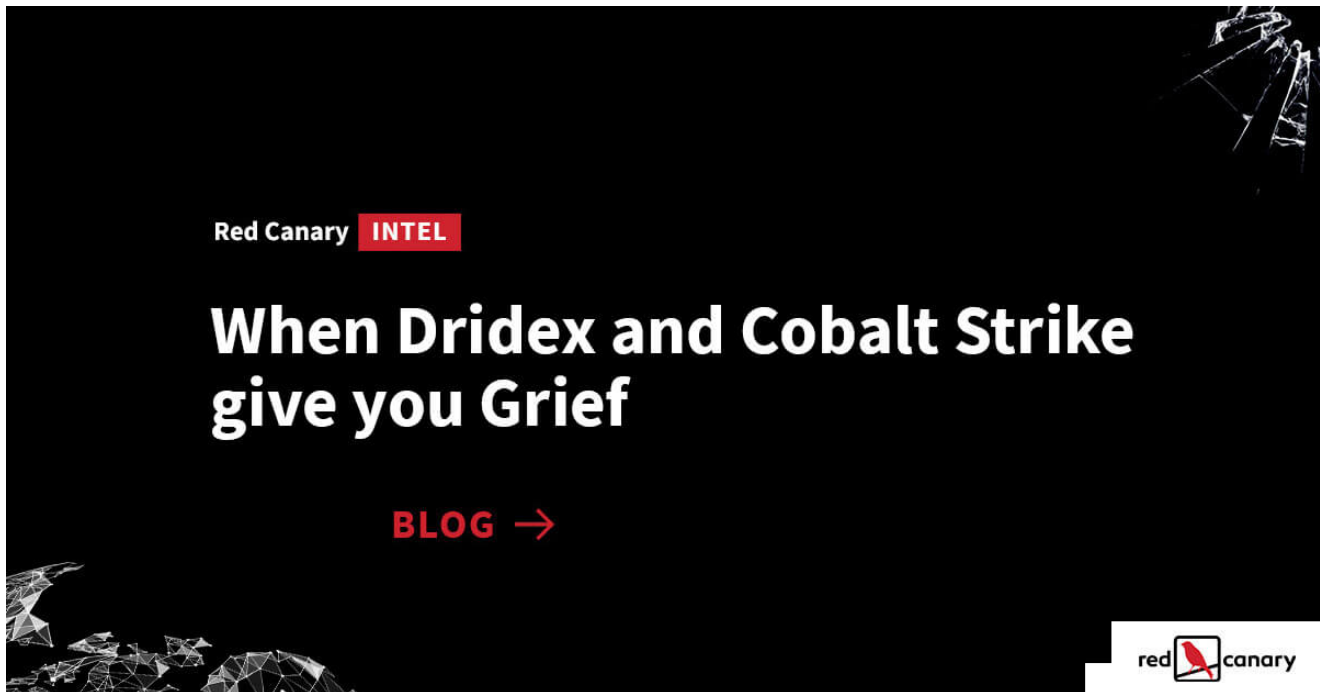 Red Canary INTEL
When Dridex and Cobalt Strike
give you Grief
BLOG →
red canary